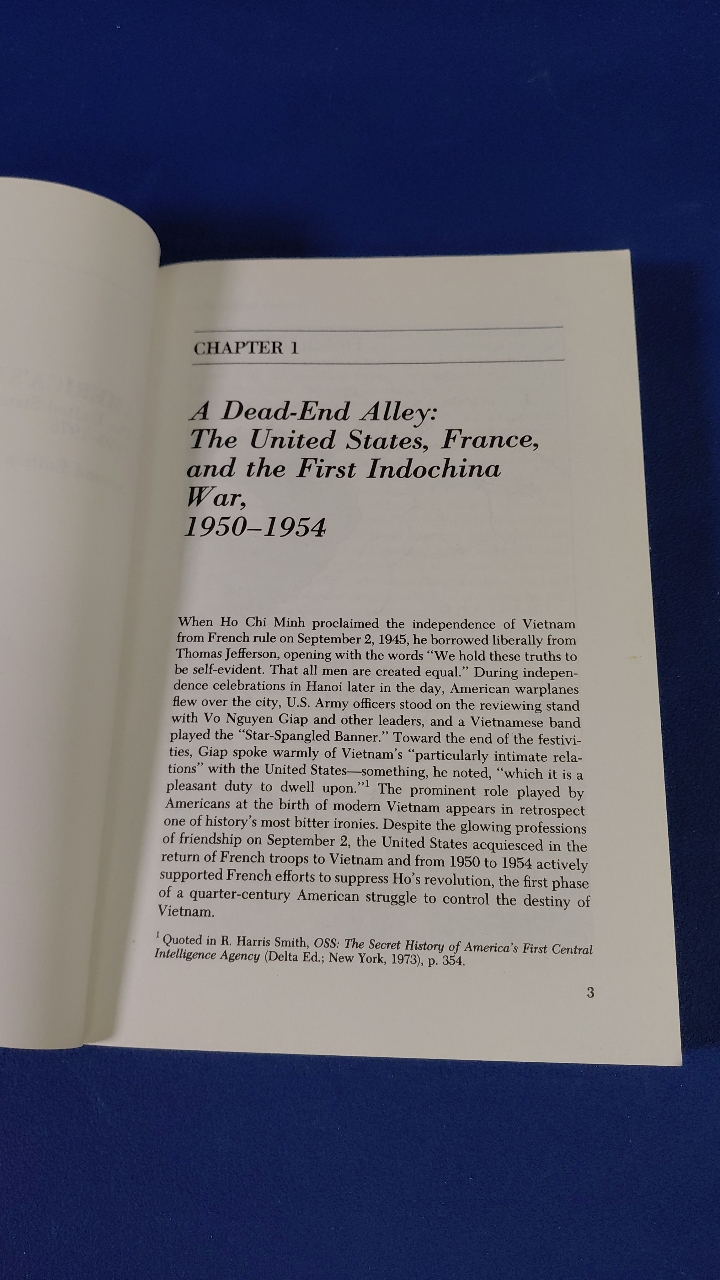 CHAPTER 1
A Dead-End Alley:
The United States, France,
and the First Indochina
War,
1950–1954
When Ho Chi Minh proclaimed the independence of Vietnam
from French rule on September 2, 1945, he borrowed liberally from
Thomas Jefferson, opening with the words “We hold these truths to
be self-evident. That all men are created equal.” During indepen-
dence celebrations in Hanoi later in the day, American warplanes
flew over the city, U.S. Army officers stood on the reviewing stand
with Vo Nguyen Giap and other leaders, and a Vietnamese band
played the “Star-Spangled Banner.” Toward the end of the festivi-
ties, Giap spoke warmly of Vietnam’s “particularly intimate rela-
tions” with the United States—something, he noted, “which it is a
pleasant duty to dwell upon.”¹ The prominent role played by
Americans at the birth of modern Vietnam appears in retrospect
one of history’s most bitter ironies. Despite the glowing professions
of friendship on September 2, the United States acquiesced in the
return of French troops to Vietnam and from 1950 to 1954 actively
supported French efforts to suppress Ho’s revolution, the first phase
of a quarter-century American struggle to control the destiny of
Vietnam.
¹ Quoted in R. Harris Smith, OSS: The Secret History of America’s First Central
Intelligence Agency (Delta Ed.; New York, 1973), p. 354.
3